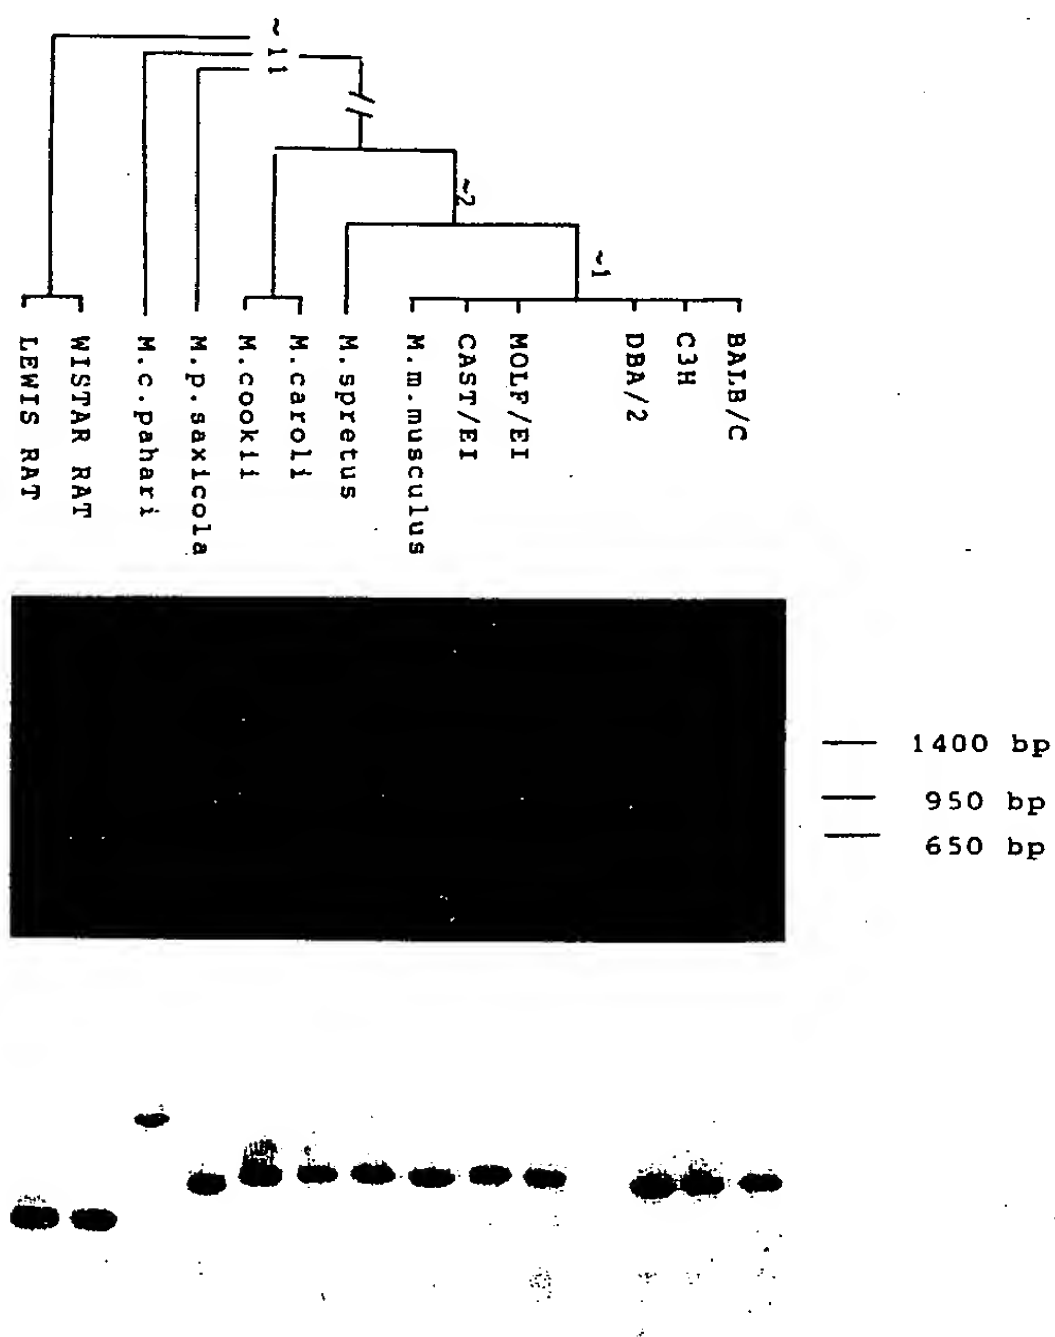 ~11
~2
~1
LEWIS RAT
WISTAR RAT
M.c.pahari
M.p.saxicola
M.cookii
M.caroli
M.spretus
M.m.musculus
CAST/EI
MOLF/EI
DBA/2
C3H
BALB/C
1400 bp
950 bp
650 bp